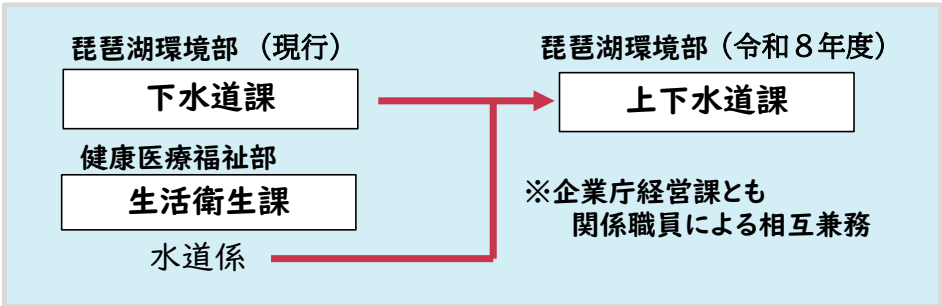 琵琶湖環境部（現行）
下水道課
健康医療福祉部
生活衛生課
水道係
琵琶湖環境部（令和８年度）
上下水道課
※企業庁経営課とも
関係職員による相互兼務